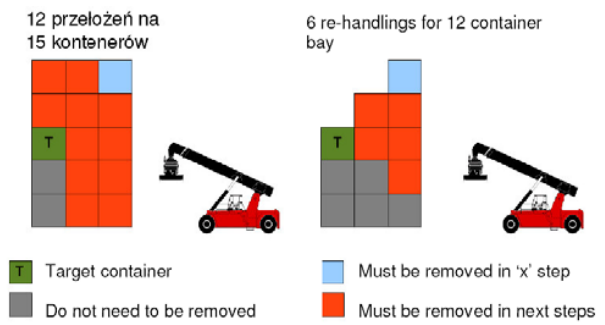 12 przełożeń na
15 kontenerów
6 re-handlings for 12 container
bay
T
T
T Target container
Must be removed in ‘x’ step
Do not need to be removed
Must be removed in next steps